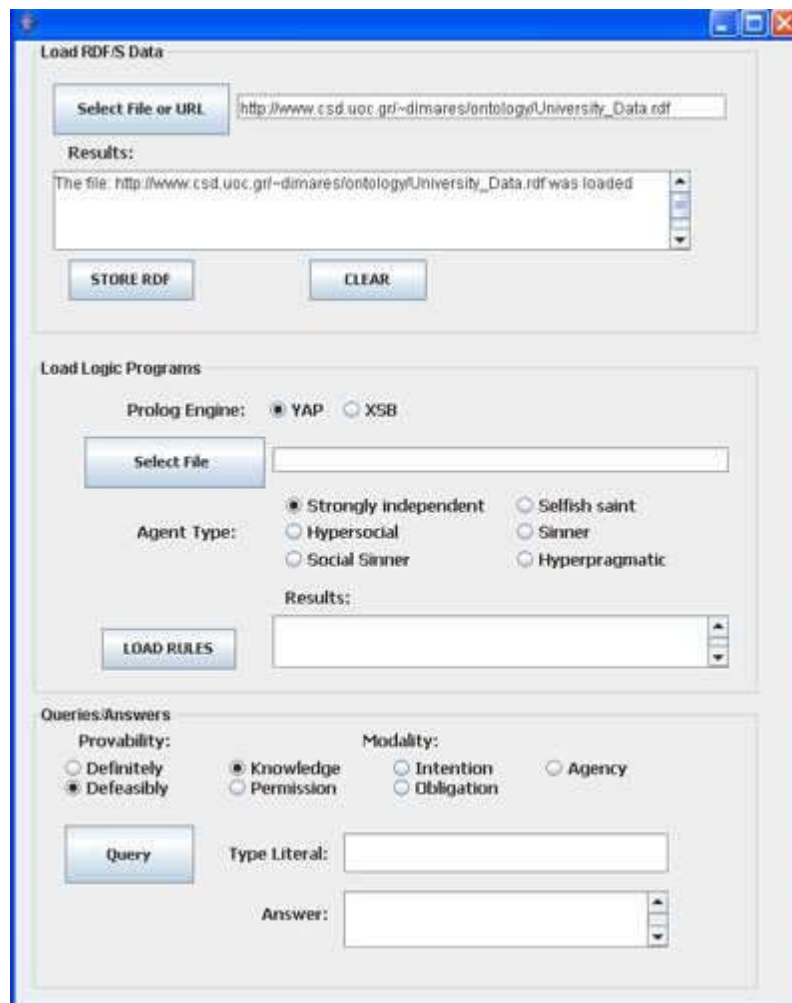 Load RDF/S Data
Select File or URL http://www.csd.uoc.gr/~dimares/ontology/University_Data.rdf
Results:
The file: http://www.csd.uoc.gr/~dimares/ontology/University_Data.rdf was loaded
STORE RDF CLEAR
Load Logic Programs
Prolog Engine: YAP XSB
Select File
Strongly independent Selfish saint
Agent Type: Hypersocial Sinner
Social Sinner Hyperpragmatic
Results:
LOAD RULES
Queries/Answers
Provability: Modality:
Definitely Knowledge Intention Agency
Defeasibly Permission Obligation
Query Type Literal:
Answer: